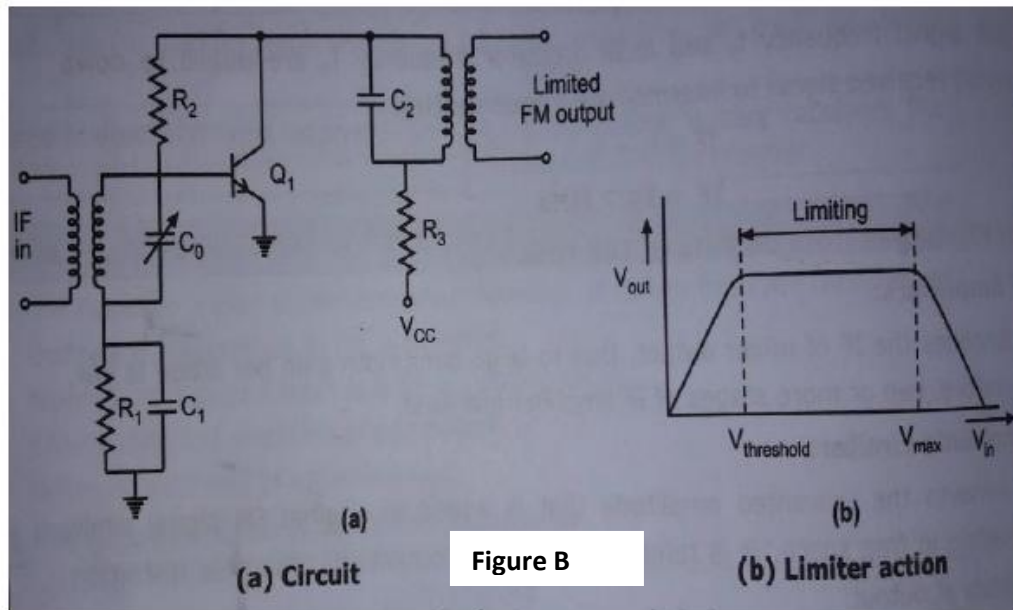 R2
C2
Limited
FM output
Q1
IF
in
C0
R3
VCC
R1
C1
(a)
(a) Circuit
Limiting
Vout
Vthreshold
Vmax
Vin
(b)
(b) Limiter action
Figure B